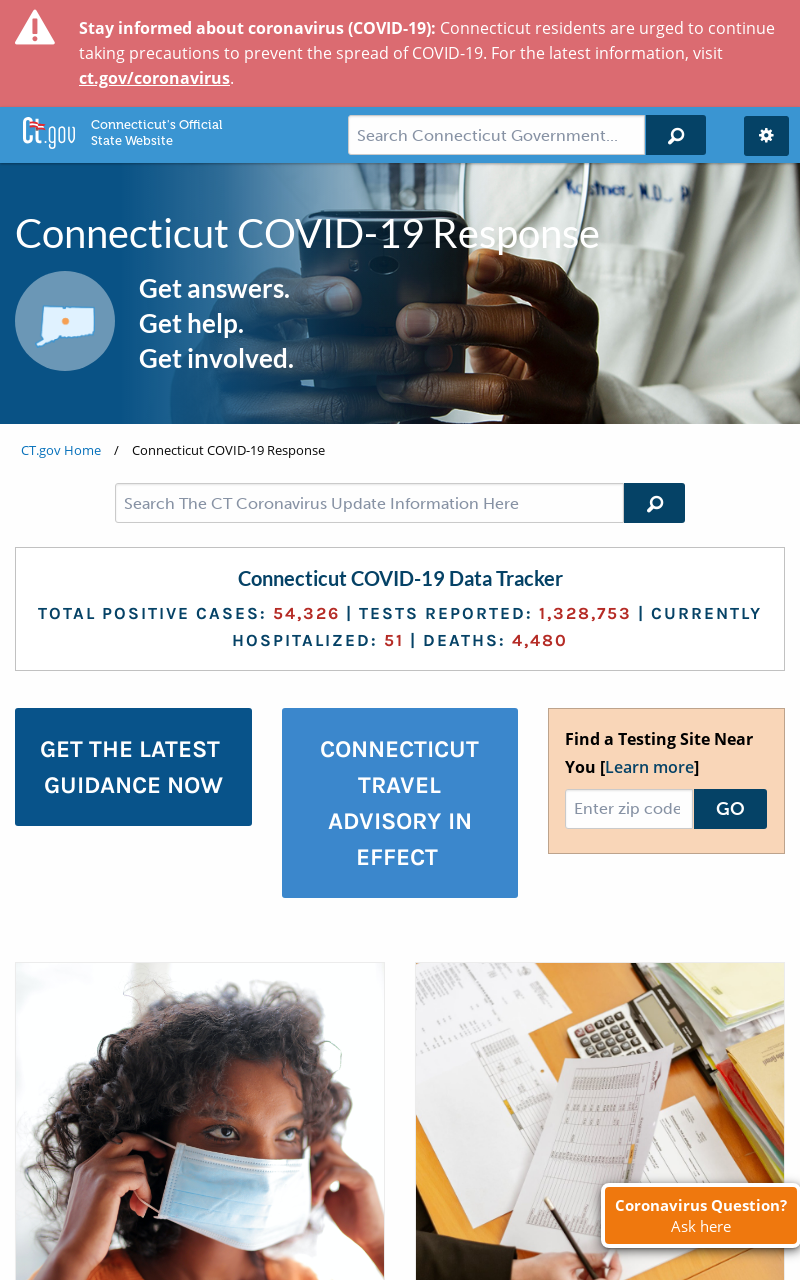 Stay informed about coronavirus (COVID-19): Connecticut residents are urged to continue
taking precautions to prevent the spread of COVID-19. For the latest information, visit
ct.gov/coronavirus.
Ct.gov
Connecticut's Official
State Website
Search Connecticut Government...
Connecticut COVID-19 Response
Get answers.
Get help.
Get involved.
CT.gov Home / Connecticut COVID-19 Response
Search The CT Coronavirus Update Information Here
Connecticut COVID-19 Data Tracker
TOTAL POSITIVE CASES: 54,326 | TESTS REPORTED: 1,328,753 | CURRENTLY
HOSPITALIZED: 51 | DEATHS: 4,480
GET THE LATEST
GUIDANCE NOW
CONNECTICUT
TRAVEL
ADVISORY IN
EFFECT
Find a Testing Site Near
You [Learn more]
Enter zip code
GO
Coronavirus Question?
Ask here